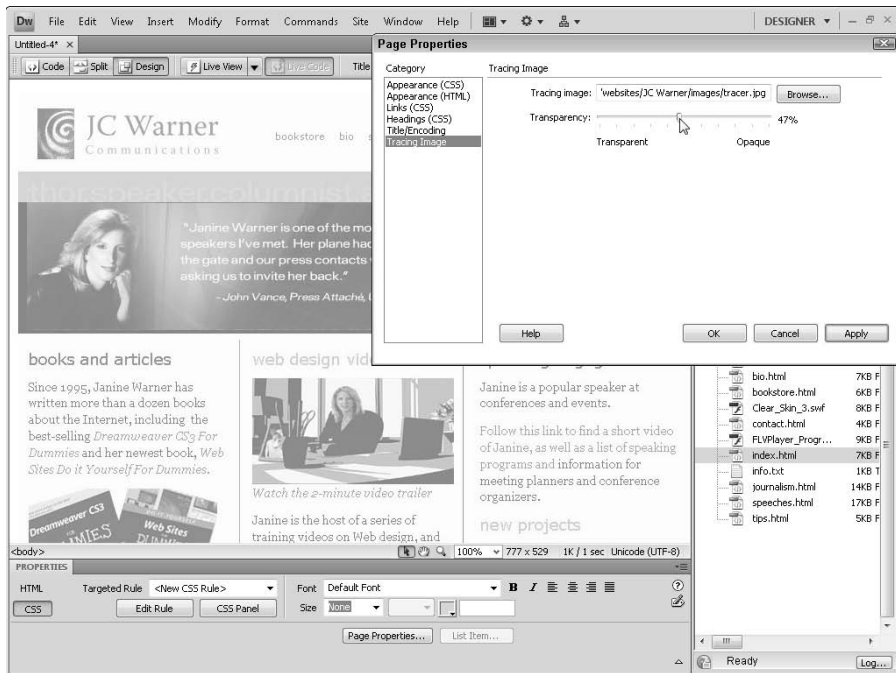 Dw File Edit View Insert Modify Format Commands Site Window Help DESIGNER
Untitled-4*
Code Split Design Live View Live Code Title
Page Properties
Category
Appearance (CSS)
Appearance (HTML)
Links (CSS)
Headings (CSS)
Title/Encoding
Tracing Image
Tracing Image
Tracing image: 'websites/JC Warner/images/tracer.jpg Browse...
Transparency: 47%
Transparent Opaque
Help OK Cancel Apply
JC Warner
Communications
bookstore bio
thor.speaker.columnist
"Janine Warner is one of the mo
speakers I've met. Her plane had
the gate and our press contacts
asking us to invite her back."
- John Vance, Press Attaché,
books and articles
Since 1995, Janine Warner has
written more than a dozen books
about the Internet, including the
best-selling Dreamweaver CS3 For
Dummies and her newest book, Web
Sites Do it Yourself For Dummies.
Dreamweaver CS3
Web Sites
web design vid
Watch the 2-minute video trailer
Janine is the host of a series of
training videos on Web design, and
Janine is a popular speaker at
conferences and events.
Follow this link to find a short video
of Janine, as well as a list of speaking
programs and information for
meeting planners and conference
organizers.
new projects
bio.html 7KB F
bookstore.html 6KB F
Clear_Skin_3.swf 8KB F
contact.html 4KB F
FLVPlayer_Progr... 9KB F
index.html 7KB F
info.txt 1KB T
journalism.html 14KB F
speeches.html 17KB F
tips.html 5KB F
<body> 100% 777 x 529 1K / 1 sec Unicode (UTF-8)
PROPERTIES
HTML Targeted Rule <New CSS Rule> Font Default Font B I
CSS Edit Rule CSS Panel Size None
Page Properties... List Item...
Ready Log...